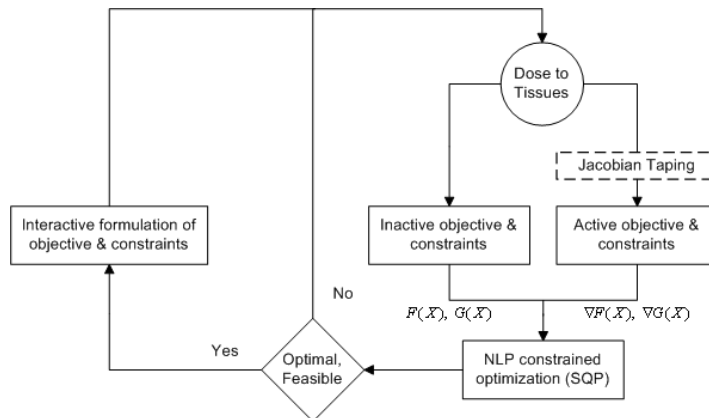 Dose to
Tissues
Jacobian Taping
Interactive formulation of
objective & constraints
Inactive objective &
constraints
Active objective &
constraints
No
F(X), G(X)
∇F(X), ∇G(X)
Yes
Optimal,
Feasible
NLP constrained
optimization (SQP)